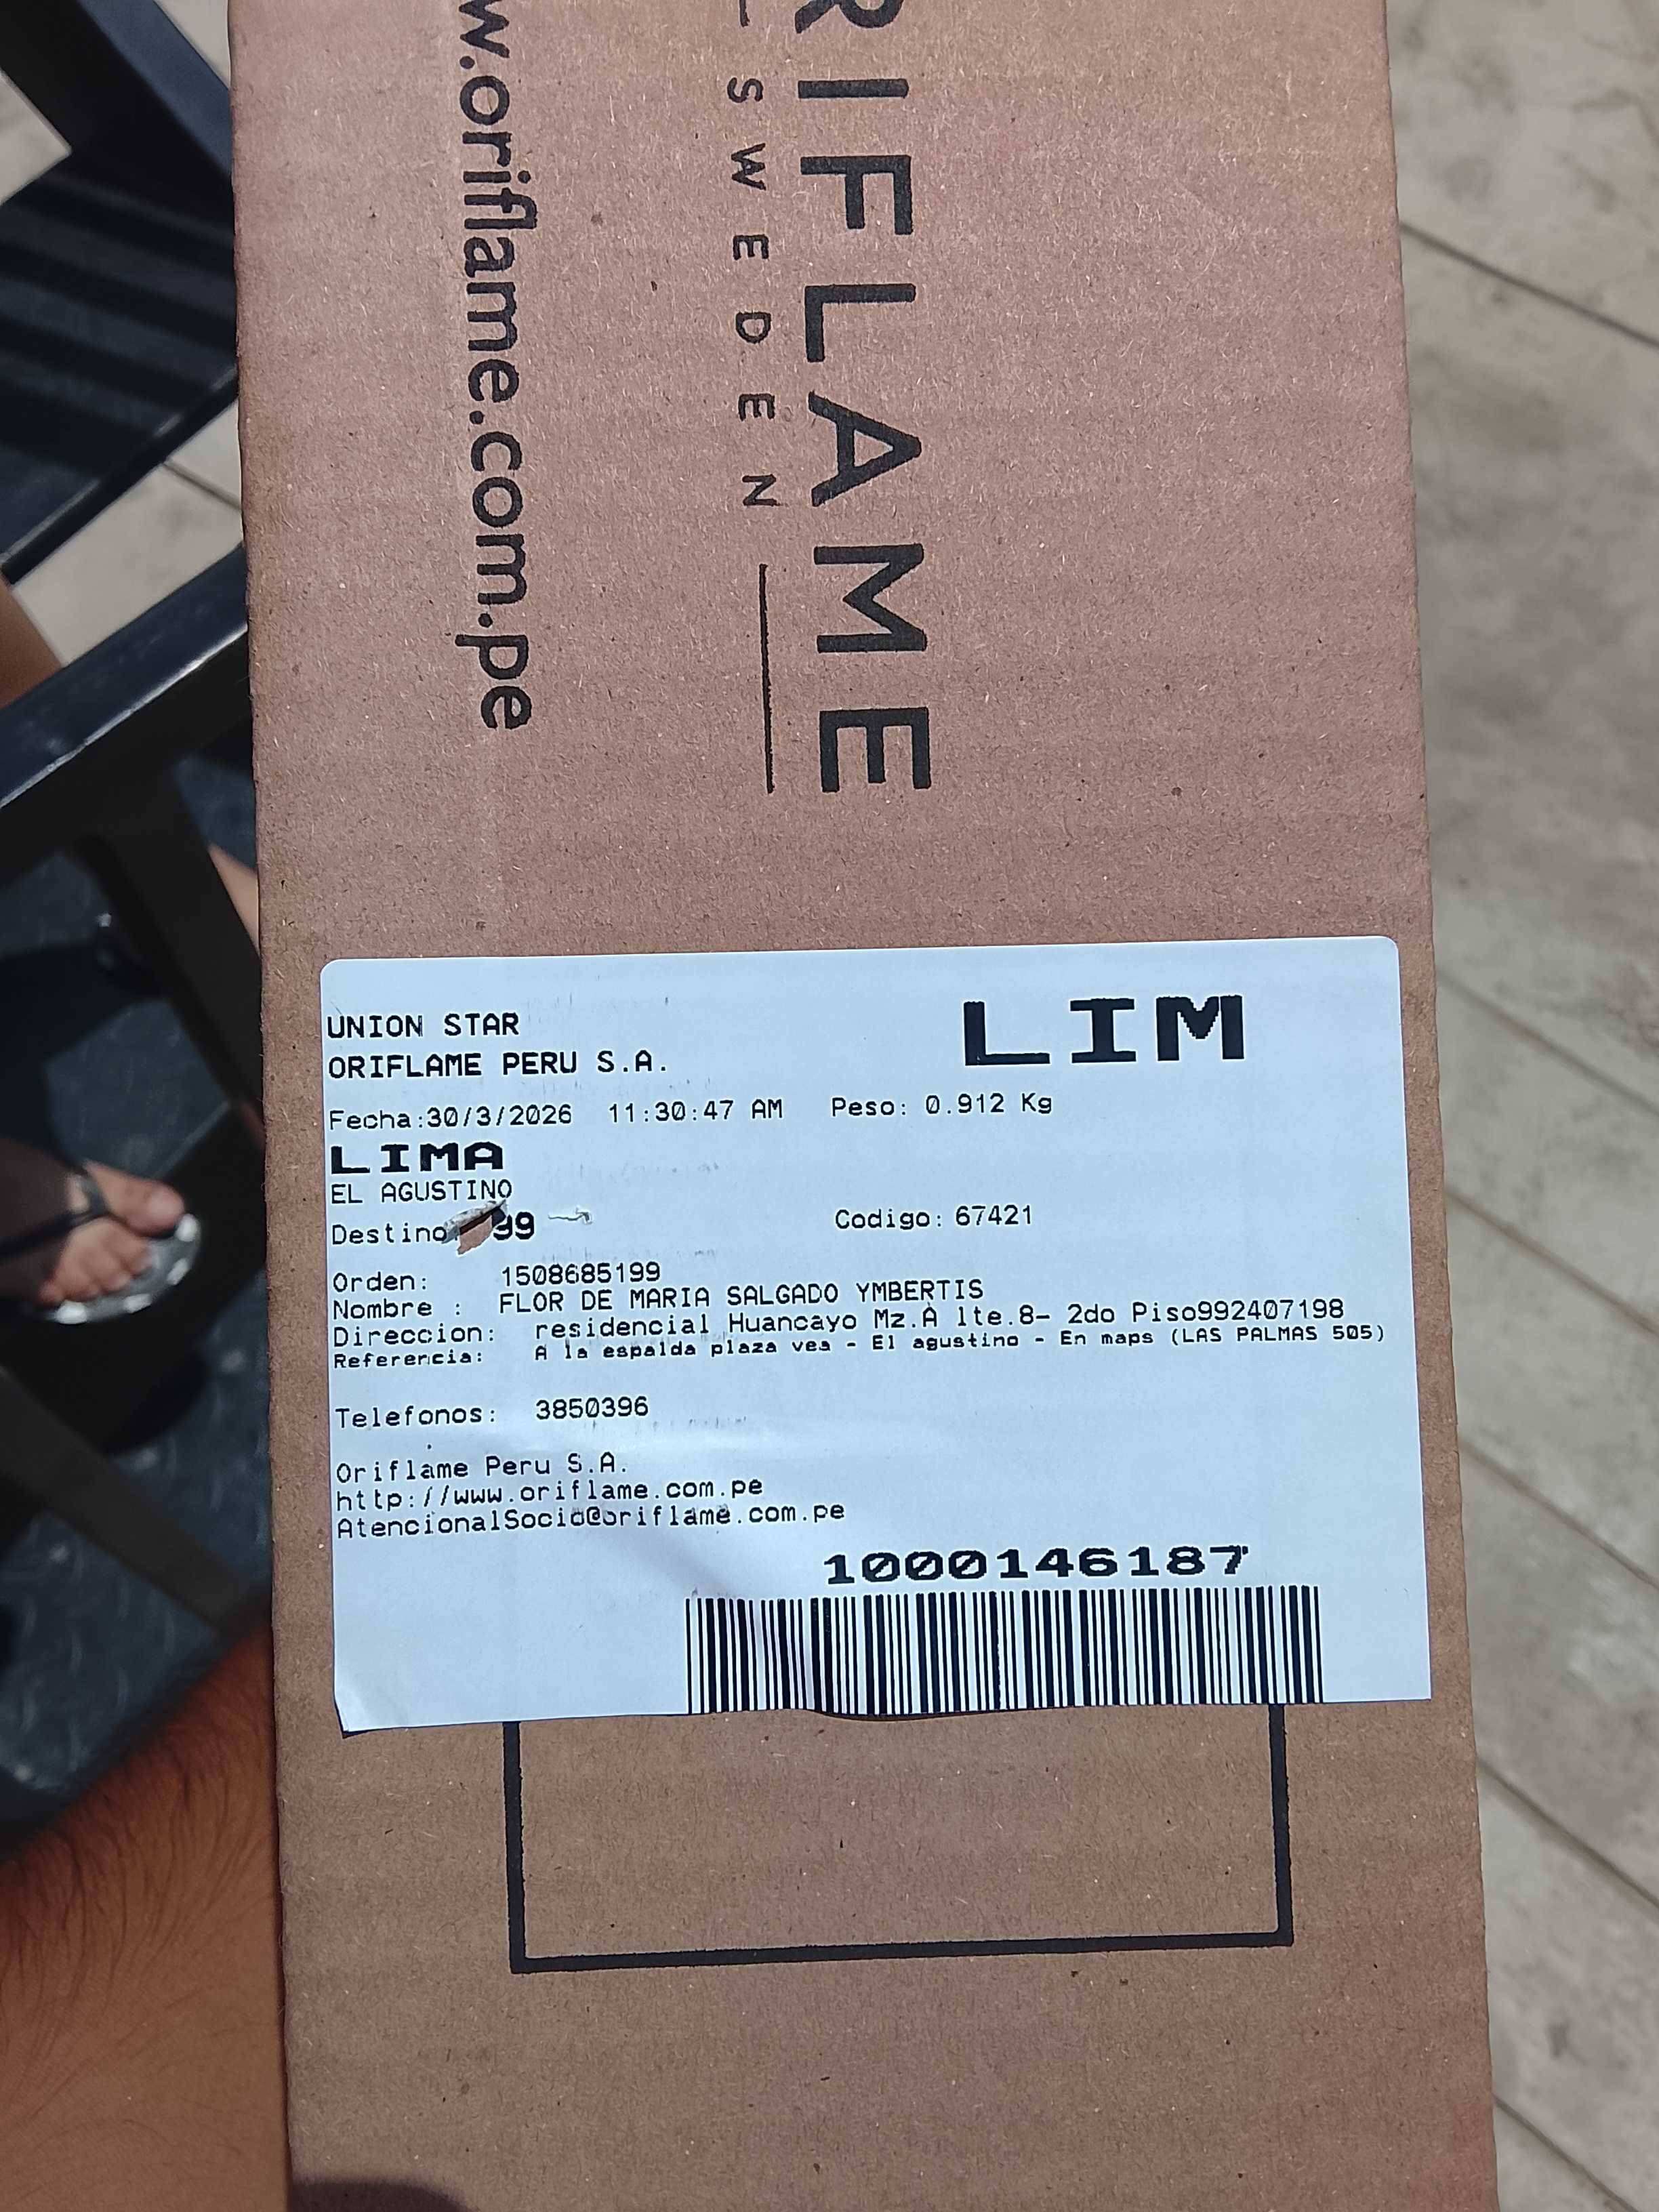 RIFLAME
SWEDEN
w.oriflame.com.pe
UNION STAR
LIM
ORIFLAME PERU S.A.
Fecha:30/3/2026 11:30:47 AM Peso: 0.912 Kg
LIMA
EL AGUSTINO
Destino 99 Codigo: 67421
Orden: 1508685199
Nombre : FLOR DE MARIA SALGADO YMBERTIS
Direccion: residencial Huancayo Mz.A lte.8- 2do Piso992407198
Referencia: A la espalda plaza vea - El agustino - En maps (LAS PALMAS 505)
Telefonos: 3850396
Oriflame Peru S.A.
http://www.oriflame.com.pe
AtencionalSocio@oriflame.com.pe
1000146187